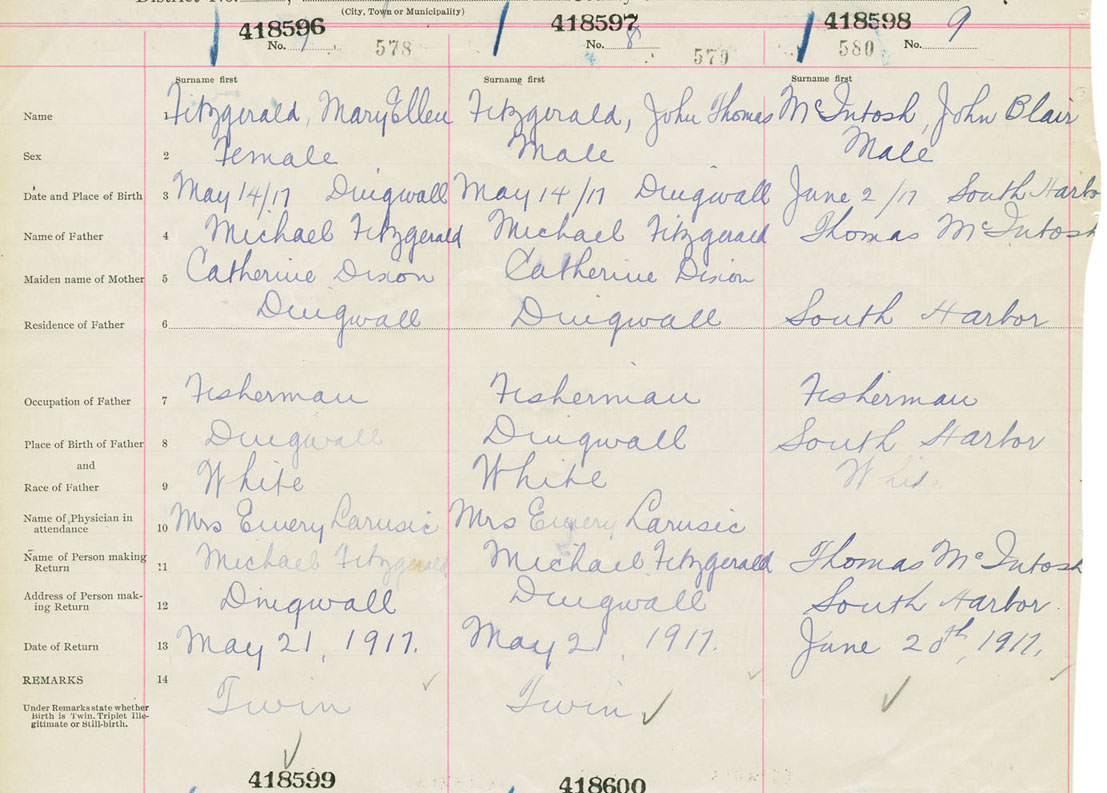 (City, Town or Municipality)
418596 418597 418598
No. 7 578 No. 8 579 580 No. 9
Surname first Surname first Surname first
Name 1 Fitzgerald, Mary Ellen Fitzgerald, John Thomas McIntosh, John Blair
Sex 2 Female Male Male
Date and Place of Birth 3 May 14/17 Dingwall May 14/17 Dingwall June 2/17 South Harbo
Name of Father 4 Michael Fitzgerald Michael Fitzgerald Thomas McIntosh
Maiden name of Mother 5 Catherine Dixon Catherine Dixon
Residence of Father 6 Dingwall Dingwall South Harbor
Occupation of Father 7 Fisherman Fisherman Fisherman
Place of Birth of Father 8 Dingwall Dingwall South Harbor
and
Race of Father 9 White White Whit
Name of Physician in
attendance 10 Mrs Emery Larusic Mrs Emery Larusic
Name of Person making
Return 11 Michael Fitzgerald Michael Fitzgerald Thomas McIntosh
Address of Person mak-
ing Return 12 Dingwall Dingwall South Harbor.
Date of Return 13 May 21, 1917. May 21, 1917. June 28th, 1917.
REMARKS 14 Twin Twin
Under Remarks state whether
Birth is Twin, Triplet Ille-
gitimate or Still-birth.
418599 418600